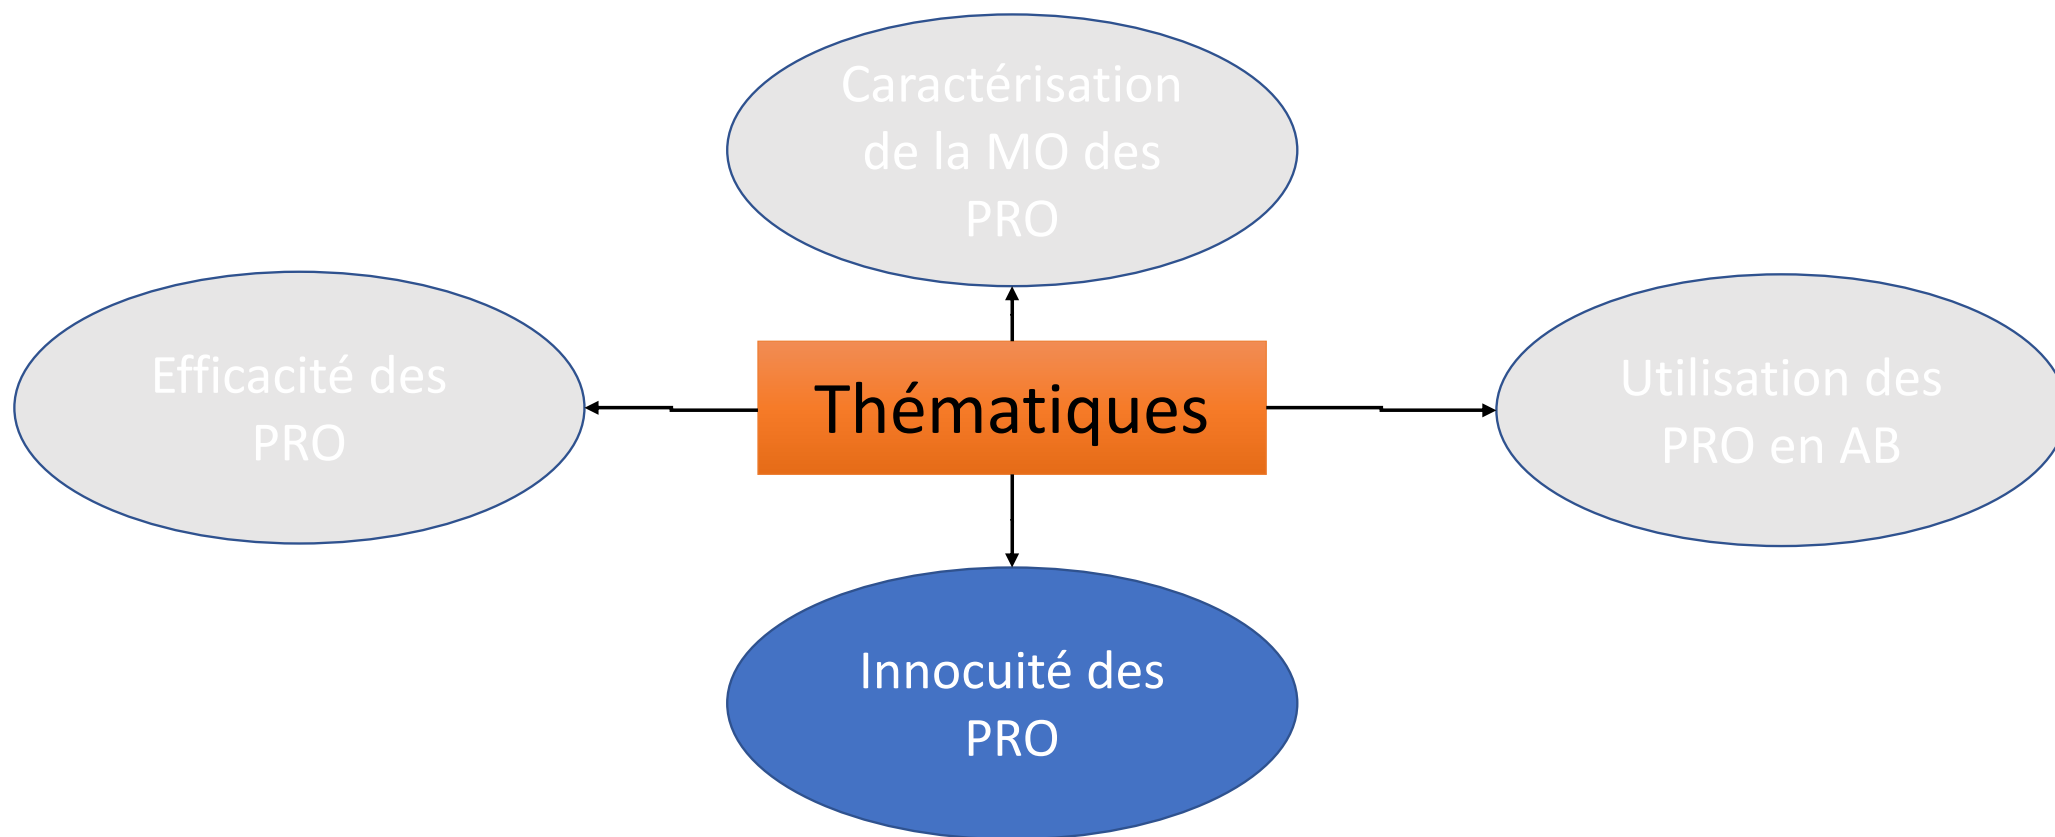 Caractérisation
de la MO des
PRO
Efficacité des
PRO
Thématiques
Utilisation des
PRO en AB
Innocuité des
PRO